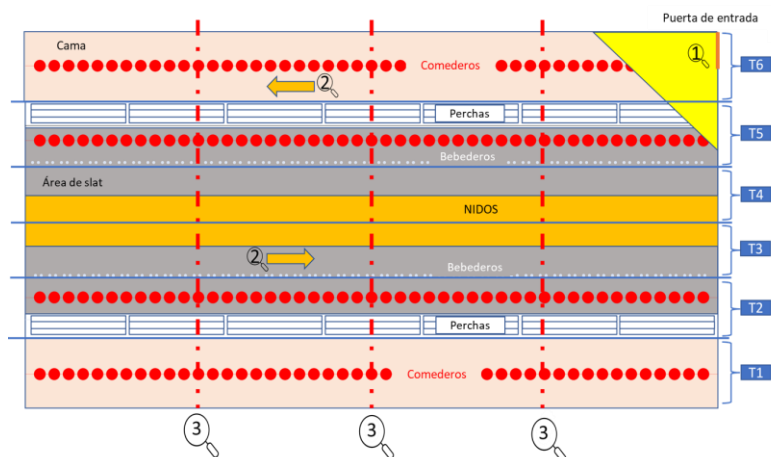 Puerta de entrada
Cama
1
T6
Comederos
2
Perchas
T5
Bebederos
Área de slat
T4
NIDOS
T3
2
Bebederos
T2
Perchas
Comederos
T1
3
3
3